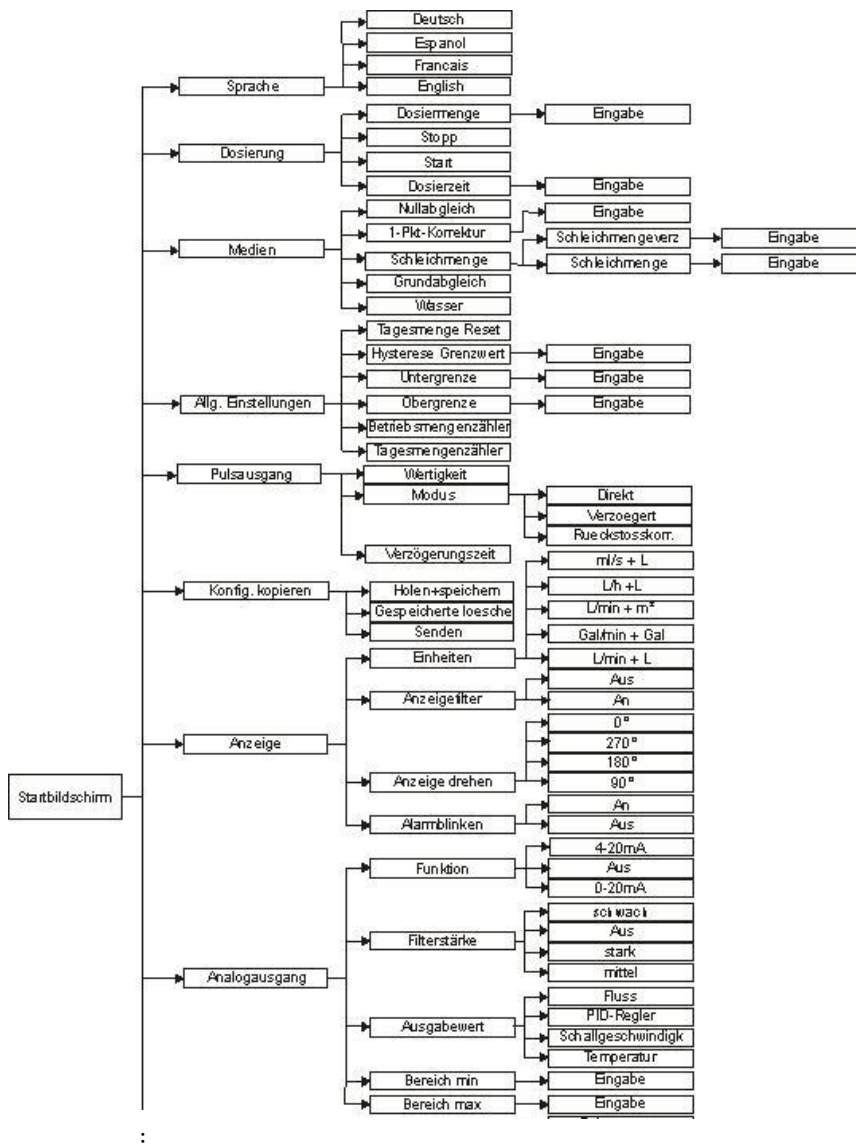 Deutsch
Espanol
Francais
Sprache
English
Dosiermenge
Eingabe
Stopp
Dosierung
Start
Dosierzeit
Eingabe
Nullabgleich
Eingabe
1-Pkt-Korrektur
Schleichmengeverz
Eingabe
Medien
Schleichmenge
Schleichmenge
Eingabe
Grundabgleich
Wasser
Tagesmenge Reset
Hysterese Grenzwert
Eingabe
Untergrenze
Eingabe
Allg. Einstellungen
Obergrenze
Eingabe
Betriebsmengenzähler
Tagesmengenzähler
Pulsausgang
Wertigkeit
Modus
Direkt
Verzoegert
Rueckstosskorr.
Verzögerungszeit
ml/s + L
Konfig. kopieren
Holen+speichern
L/h +L
Gespeicherte loesche
L/min + m³
Senden
Gal/min + Gal
Einheiten
L/min + L
Aus
Anzeigefilter
An
0°
Anzeige
270°
180°
Anzeige drehen
90°
Startbildschirm
An
Alarmblinken
Aus
4-20mA
Funktion
Aus
0-20mA
schwach
Aus
Filterstärke
stark
mittel
Analogausgang
Fluss
PID-Regler
Ausgabewert
Schallgeschwindigk
Temperatur
Bereich min
Eingabe
Bereich max
Eingabe
: